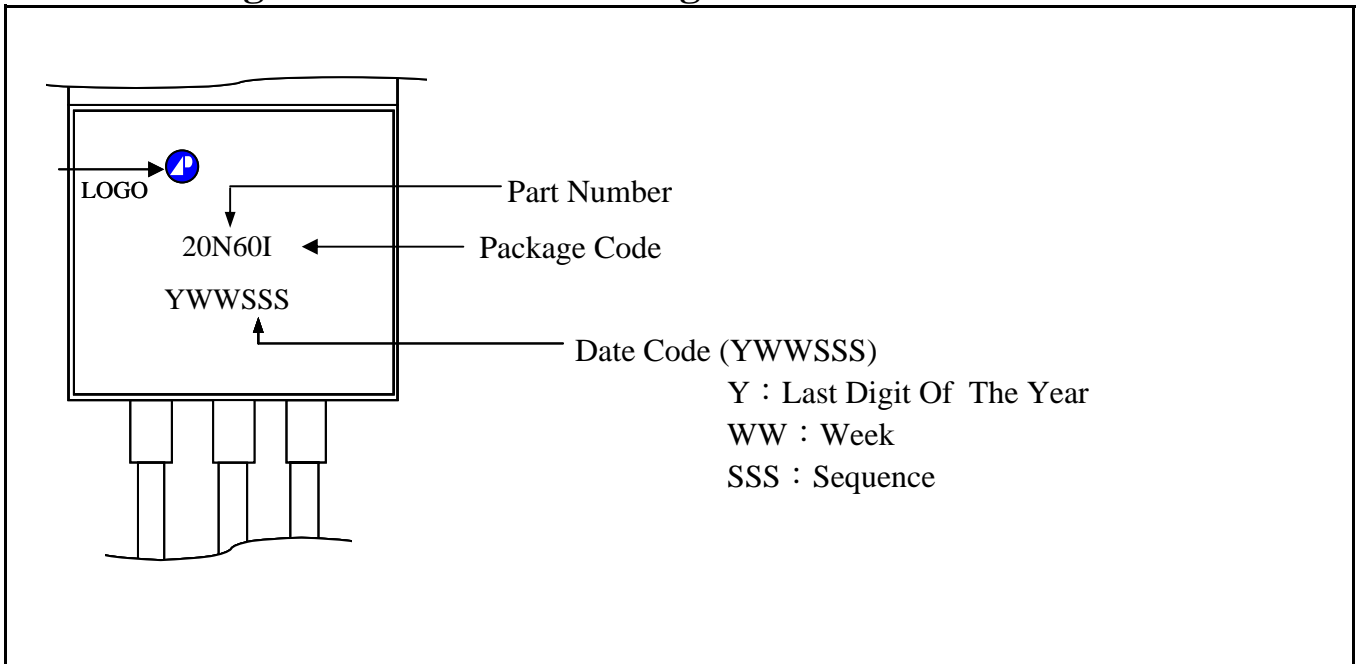 LOGO
Part Number
20N60I
Package Code
YWWSSS
Date Code (YWWSSS)
Y：Last Digit Of The Year
WW：Week
SSS：Sequence